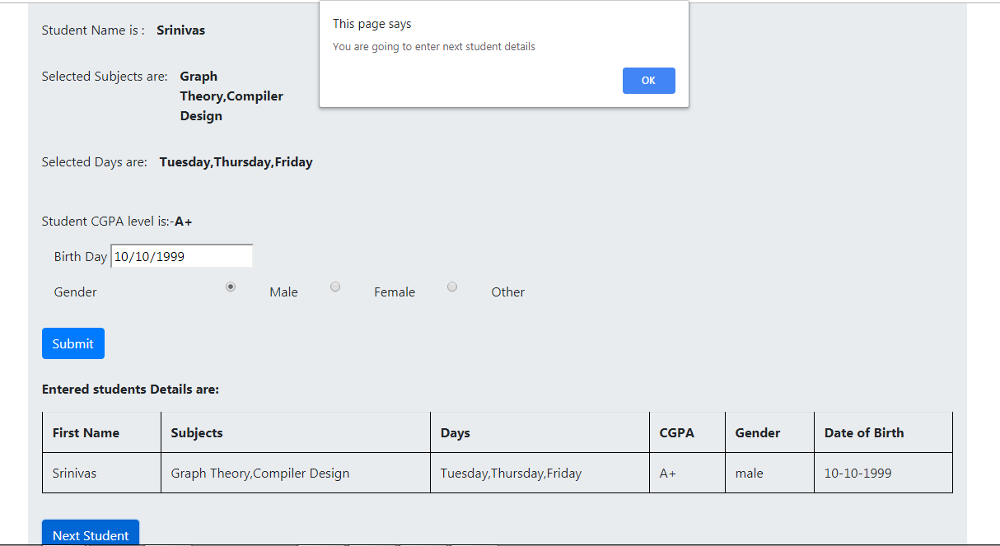 This page says
You are going to enter next student details
OK
Student Name is : Srinivas
Selected Subjects are: Graph
Theory,Compiler
Design
Selected Days are: Tuesday,Thursday,Friday
Student CGPA level is:-A+
Birth Day 10/10/1999
Gender Male Female Other
Submit
Entered students Details are:
First Name Subjects Days CGPA Gender Date of Birth
Srinivas Graph Theory,Compiler Design Tuesday,Thursday,Friday A+ male 10-10-1999
Next Student